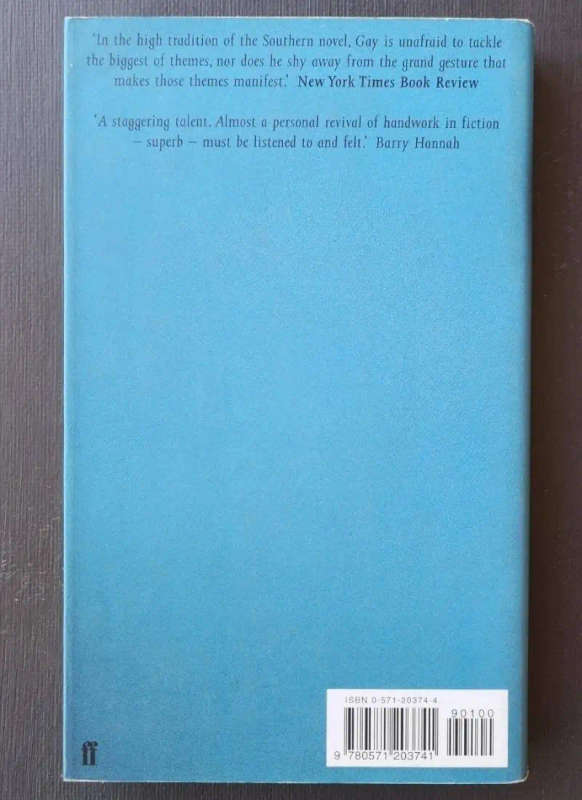 ‘In the high tradition of the Southern novel, Gay is unafraid to tackle
the biggest of themes, nor does he shy away from the grand gesture that
makes those themes manifest.’ New York Times Book Review
‘A staggering talent. Almost a personal revival of handwork in fiction
– superb – must be listened to and felt.’ Barry Hannah
ISBN 0-571-20374-4
90100
9 780571 203741
ff